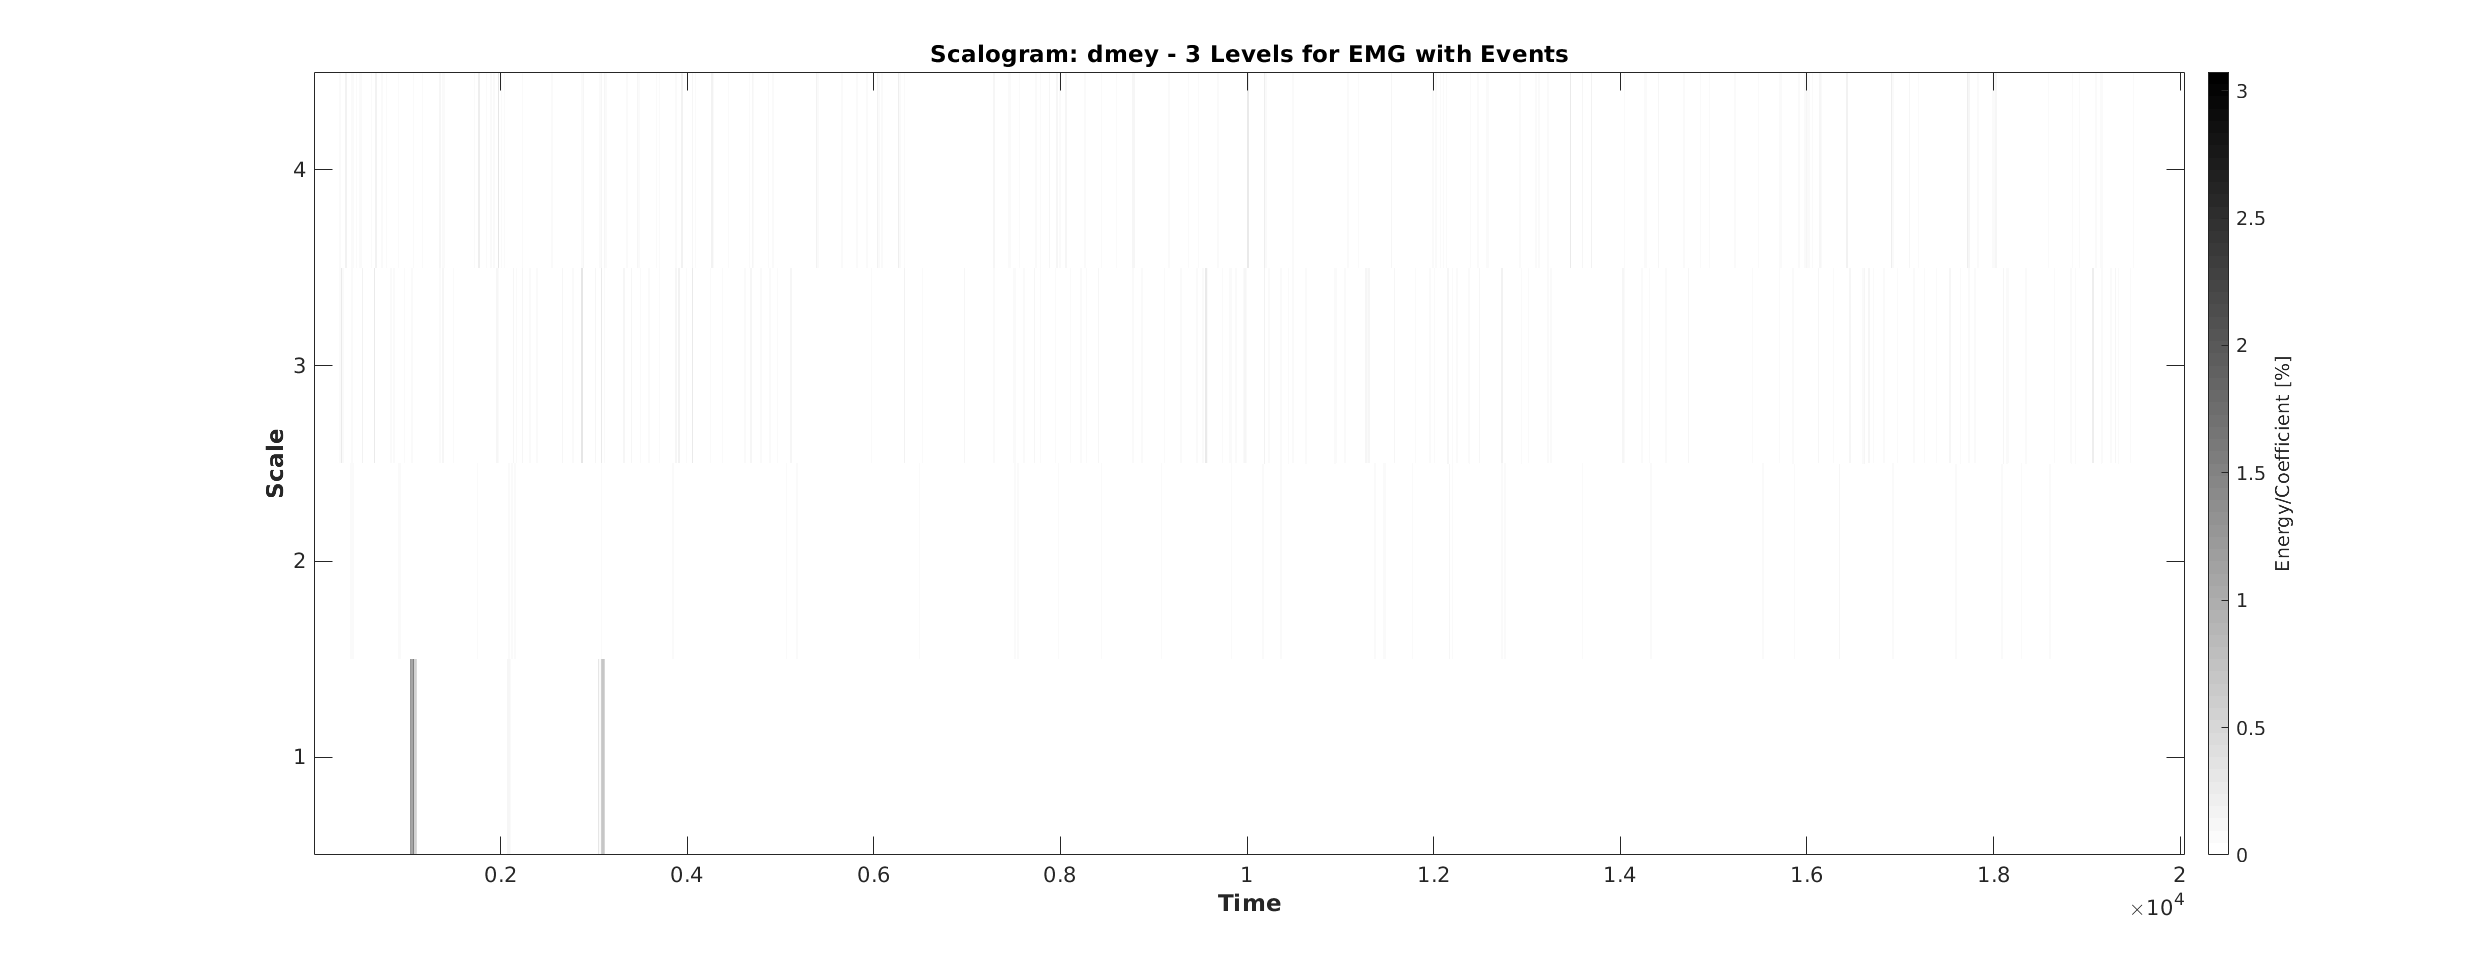 Scalogram: dmey - 3 Levels for EMG with Events
4
3
2
1
Scale
0.2 0.4 0.6 0.8 1 1.2 1.4 1.6 1.8 2
×10^4
Time
3
2.5
2
1.5
1
0.5
0
Energy/Coefficient [%]